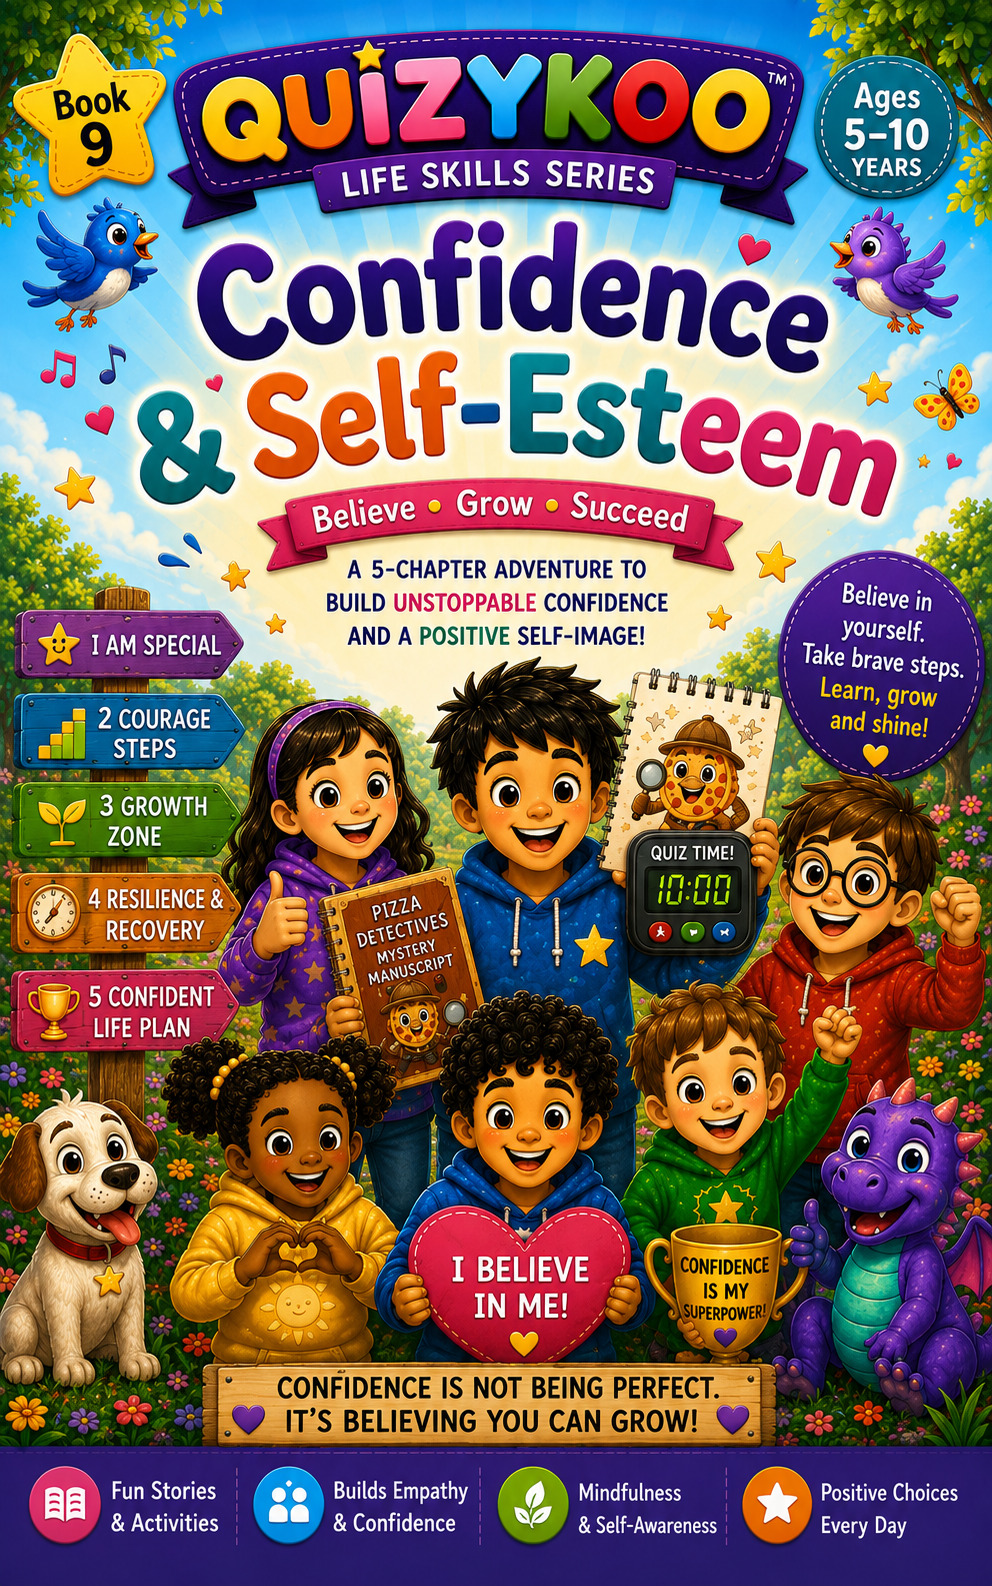 Book
9
QUiZYKOO™
LIFE SKILLS SERIES
Ages
5–10
YEARS
Confidence
& Self-Esteem
Believe • Grow • Succeed
A 5-CHAPTER ADVENTURE TO
BUILD UNSTOPPABLE CONFIDENCE
AND A POSITIVE SELF-IMAGE!
Believe in
yourself.
Take brave steps.
Learn, grow
and shine!
I AM SPECIAL
2 COURAGE
STEPS
3 GROWTH
ZONE
4 RESILIENCE &
RECOVERY
5 CONFIDENT
LIFE PLAN
PIZZA
DETECTIVES
MYSTERY
MANUSCRIPT
QUIZ TIME!
10:00
I BELIEVE
IN ME!
CONFIDENCE
IS MY
SUPERPOWER!
CONFIDENCE IS NOT BEING PERFECT.
IT'S BELIEVING YOU CAN GROW!
Fun Stories
& Activities
Builds Empathy
& Confidence
Mindfulness
& Self-Awareness
Positive Choices
Every Day